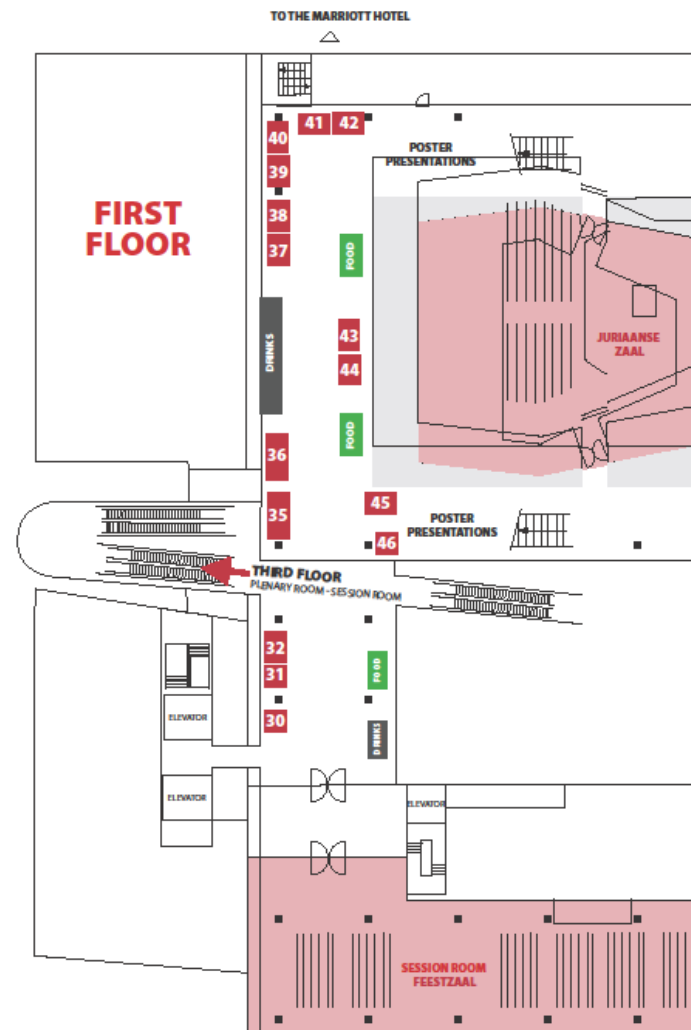 TO THE MARRIOTT HOTEL
41 42
40
POSTER
PRESENTATIONS
39
FIRST
FLOOR
38
37
FOOD
DRINKS
43
JURIAANSE
ZAAL
44
FOOD
36
45
35
POSTER
PRESENTATIONS
46
THIRD FLOOR
PLENARY ROOM - SESSION ROOM
32
31
FOOD
30
ELEVATOR
DRINKS
ELEVATOR
ELEVATOR
SESSION ROOM
FEESTZAAL